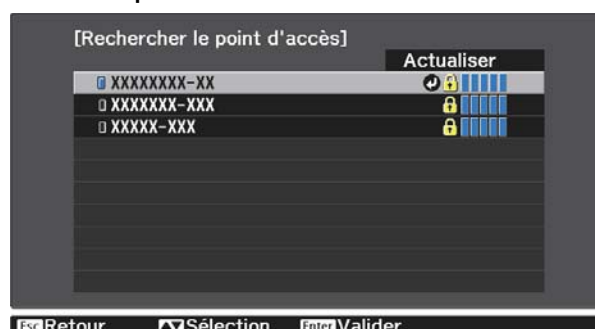 [Rechercher le point d'accès]
Actualiser
XXXXXXXX-XX
XXXXXXX-XXX
XXXXX-XXX
Esc Retour Sélection Enter Valider